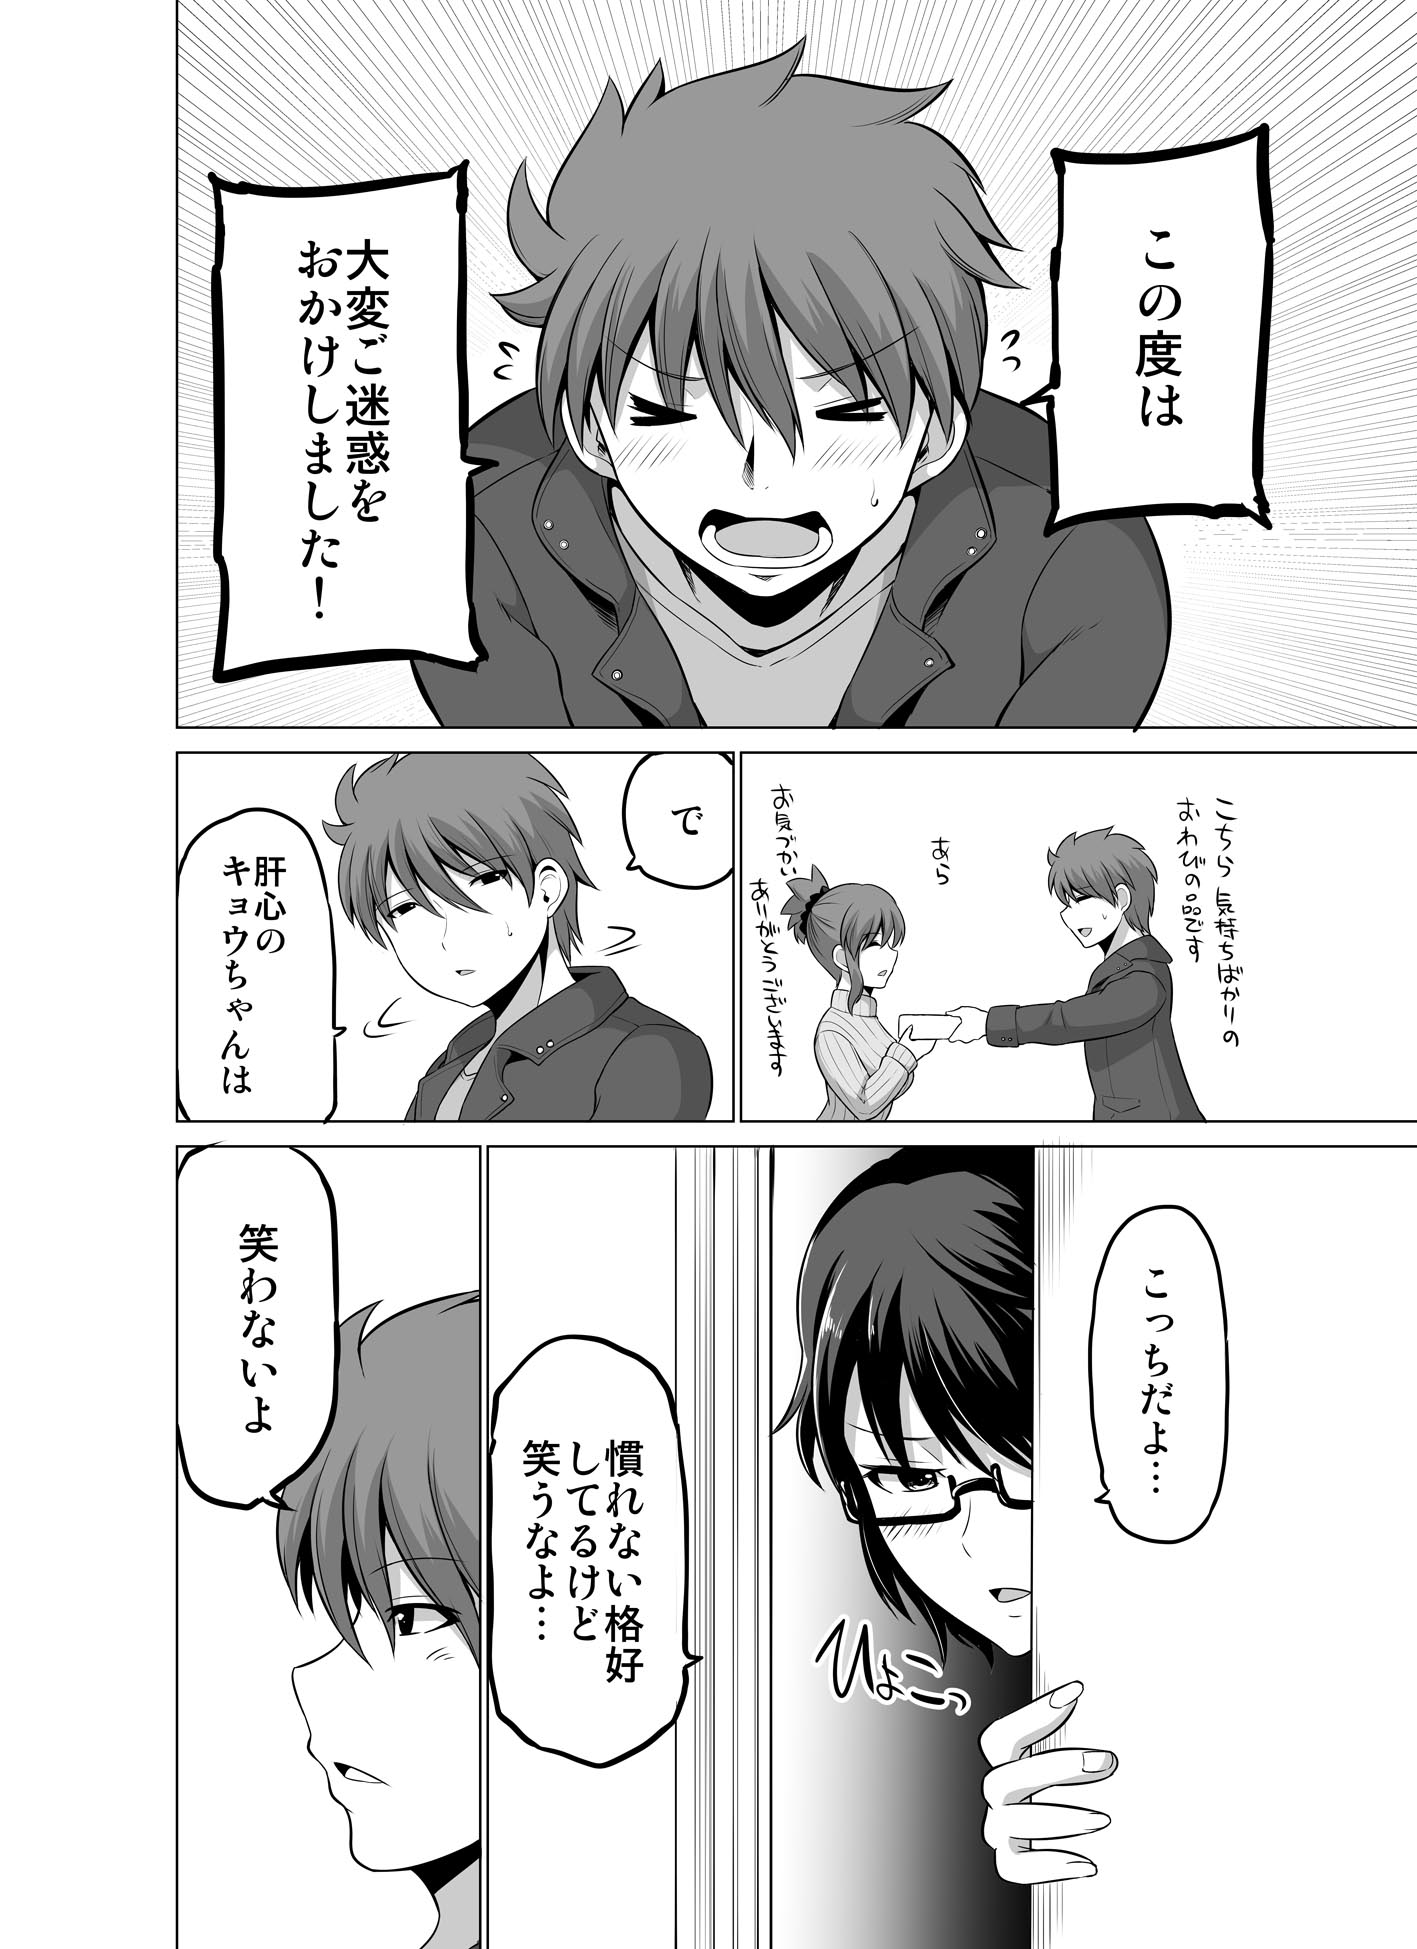 この度は
大変ご迷惑を
おかけしました！
こちら 気持ちばかりの
おわびの品です
あら
お気づかい
ありがとうございます
で
肝心の
キョウちゃんは
こっちだよ…
ひょこっ
慣れない格好
してるけど
笑うなよ…
笑わないよ